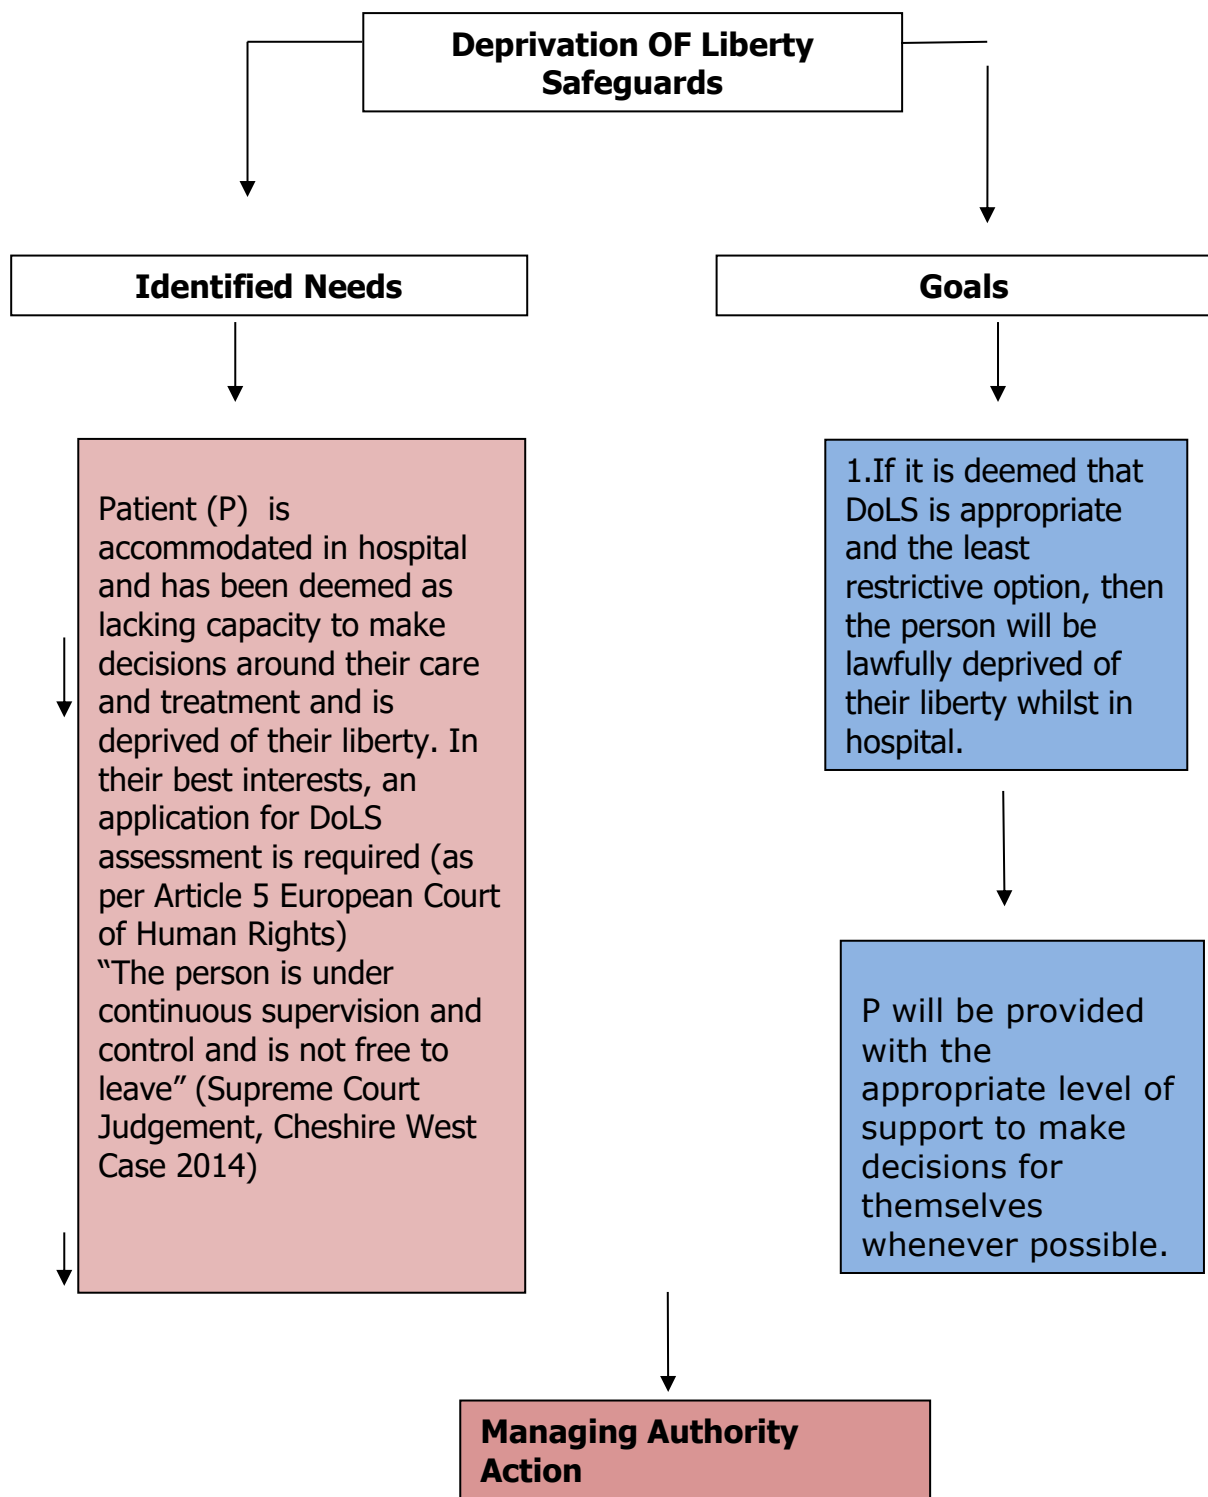 Deprivation OF Liberty
Safeguards
Identified Needs
Goals
Patient (P)  is
accommodated in hospital
and has been deemed as
lacking capacity to make
decisions around their care
and treatment and is
deprived of their liberty. In
their best interests, an
application for DoLS
assessment is required (as
per Article 5 European Court
of Human Rights)
“The person is under
continuous supervision and
control and is not free to
leave” (Supreme Court
Judgement, Cheshire West
Case 2014)
1.If it is deemed that
DoLS is appropriate
and the least
restrictive option, then
the person will be
lawfully deprived of
their liberty whilst in
hospital.
P will be provided
with the
appropriate level of
support to make
decisions for
themselves
whenever possible.
Managing Authority
Action